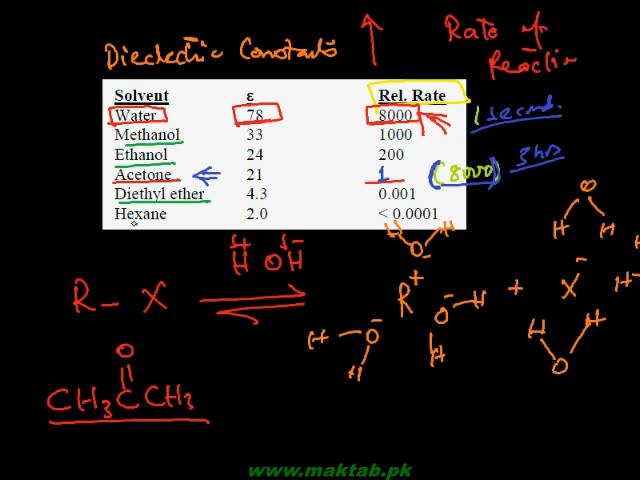 Dieclectric Constants
Rate of
Reaction
Solvent ε Rel. Rate
Water 78 8000
Methanol 33 1000
Ethanol 24 200
Acetone 21 1
Diethyl ether 4.3 0.001
Hexane 2.0 < 0.0001
1 second.
(8000) 3 hrs
H OH
R - X ⇌ R+ + X-
H O- H
H O- H
O- H H
O H H
H H O
H-
O
CH3CCH3
www.maktab.pk